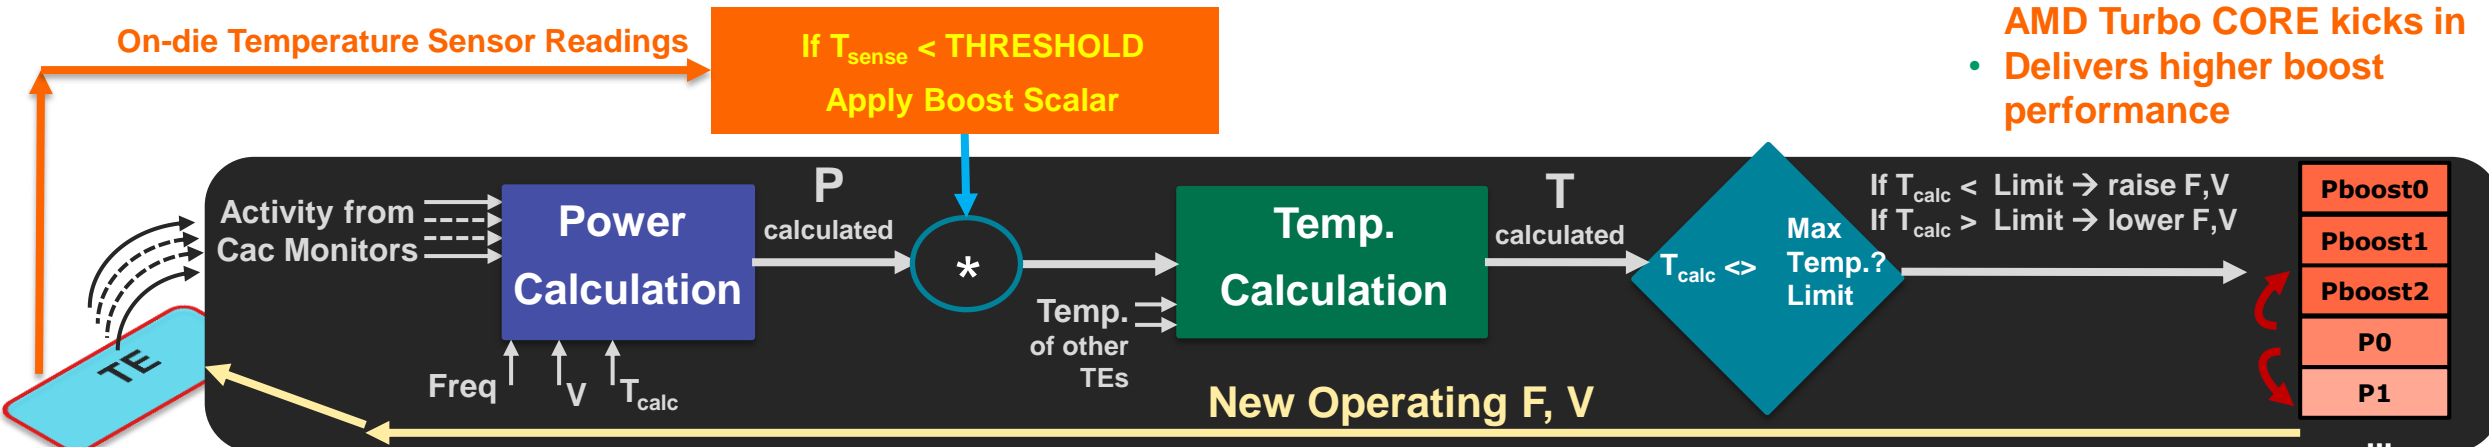 On-die Temperature Sensor Readings
If Tsense < THRESHOLD
Apply Boost Scalar
AMD Turbo CORE kicks in
• Delivers higher boost
performance
Activity from
Cac Monitors
Power
Calculation
Freq
V
Tcalc
P
calculated
*
Temp.
of other
TEs
Temp.
Calculation
T
calculated
Tcalc <>
Max
Temp.?
Limit
If Tcalc < Limit → raise F,V
If Tcalc > Limit → lower F,V
Pboost0
Pboost1
Pboost2
P0
P1
...
TE
New Operating F, V